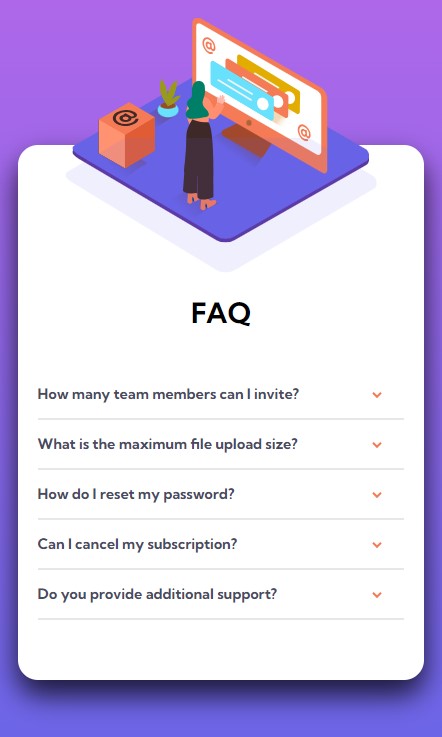 @
@
@
FAQ
How many team members can I invite?
What is the maximum file upload size?
How do I reset my password?
Can I cancel my subscription?
Do you provide additional support?